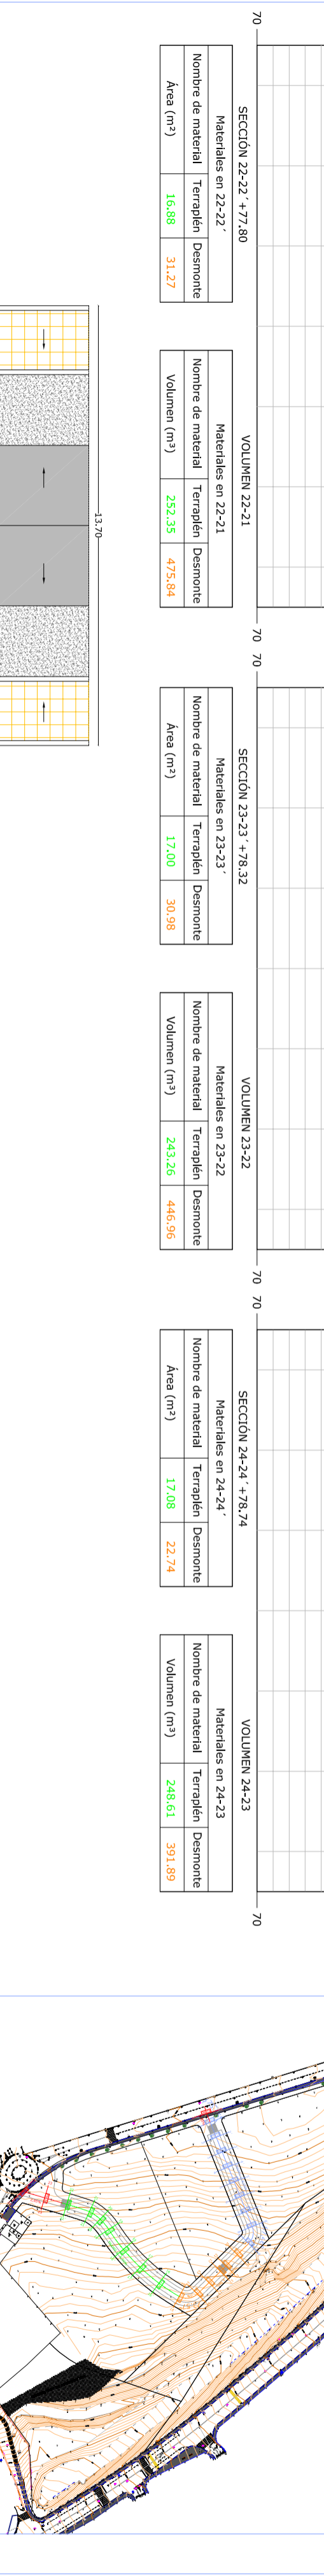 70
SECCIÓN 22-22´+77.80
Materiales en 22-22´
Nombre de material Terraplén Desmonte
Área (m²) 16.88 31.27
VOLUMEN 22-21
Materiales en 22-21
Nombre de material Terraplén Desmonte
Volumen (m³) 252.35 475.84
70
70
SECCIÓN 23-23´+78.32
Materiales en 23-23´
Nombre de material Terraplén Desmonte
Área (m²) 17.00 30.98
VOLUMEN 23-22
Materiales en 23-22
Nombre de material Terraplén Desmonte
Volumen (m³) 243.26 446.96
70
70
SECCIÓN 24-24´+78.74
Materiales en 24-24´
Nombre de material Terraplén Desmonte
Área (m²) 17.08 22.74
VOLUMEN 24-23
Materiales en 24-23
Nombre de material Terraplén Desmonte
Volumen (m³) 248.61 391.89
70
13.70